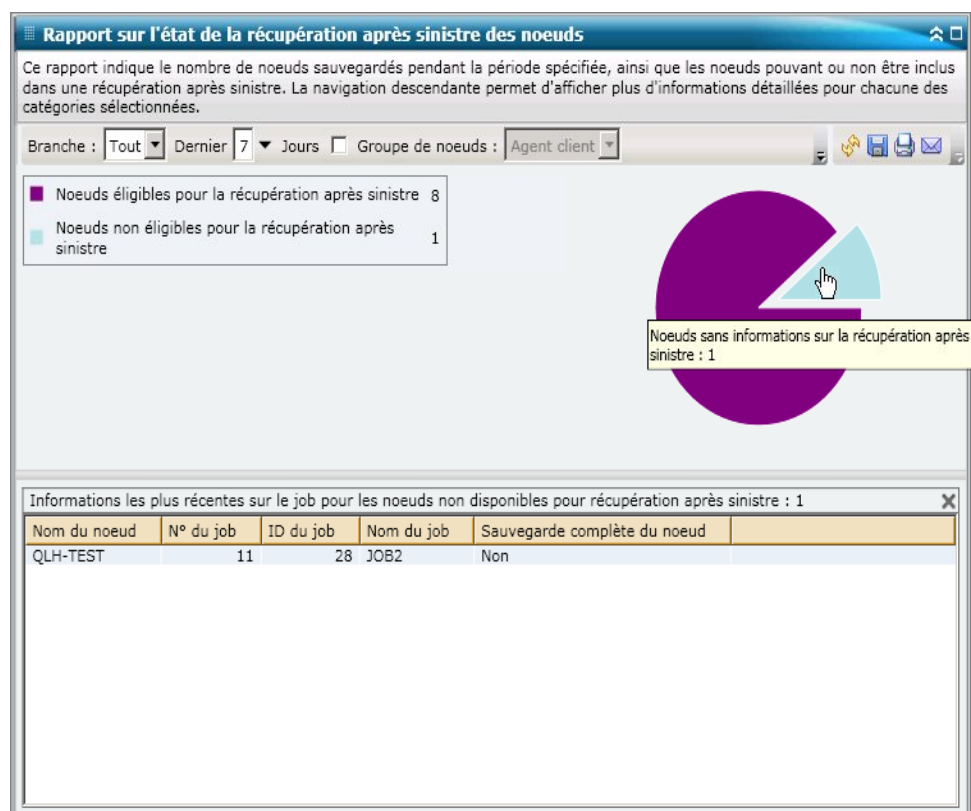 Rapport sur l'état de la récupération après sinistre des noeuds
Ce rapport indique le nombre de noeuds sauvegardés pendant la période spécifiée, ainsi que les noeuds pouvant ou non être inclus
dans une récupération après sinistre. La navigation descendante permet d'afficher plus d'informations détaillées pour chacune des
catégories sélectionnées.
Branche : Tout Dernier 7 Jours Groupe de noeuds : Agent client
Noeuds éligibles pour la récupération après sinistre 8
Noeuds non éligibles pour la récupération après
sinistre 1
Noeuds sans informations sur la récupération après
sinistre : 1
Informations les plus récentes sur le job pour les noeuds non disponibles pour récupération après sinistre : 1
Nom du noeud N° du job ID du job Nom du job Sauvegarde complète du noeud
QLH-TEST 11 28 JOB2 Non